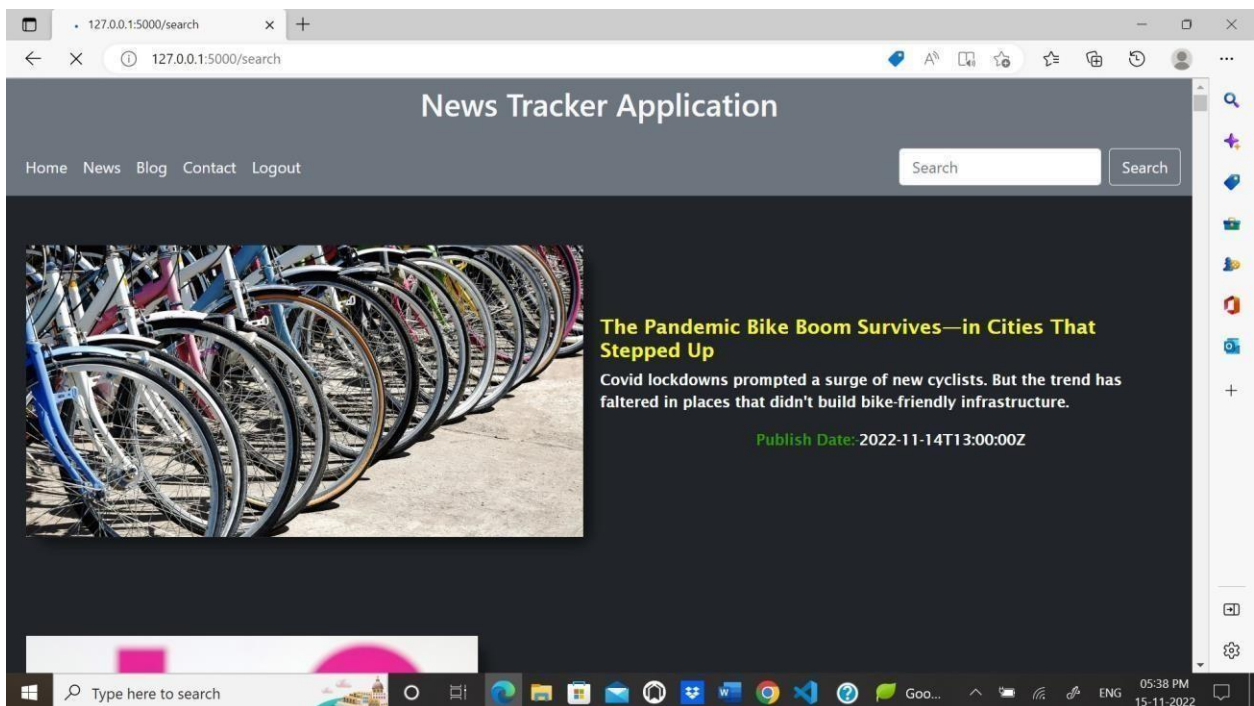 127.0.0.1:5000/search
127.0.0.1:5000/search
News Tracker Application
Home News Blog Contact Logout
Search
Search
The Pandemic Bike Boom Survives—in Cities That
Stepped Up
Covid lockdowns prompted a surge of new cyclists. But the trend has
faltered in places that didn't build bike-friendly infrastructure.
Publish Date:-2022-11-14T13:00:00Z
Type here to search
Goo...
ENG
05:38 PM
15-11-2022